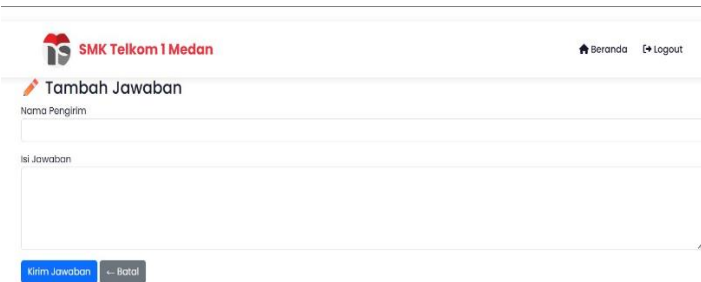 SMK Telkom 1 Medan
Beranda Logout
Tambah Jawaban
Nama Pengirim
Isi Jawaban
Kirim Jawaban ← Batal